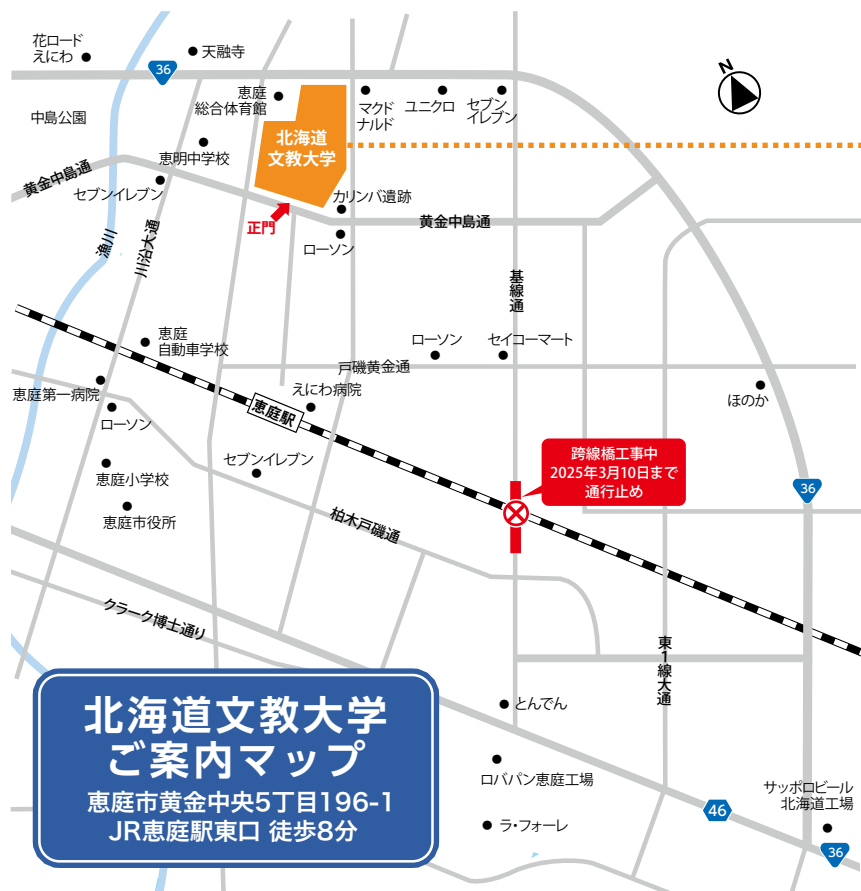 花ロード
えにわ
天融寺
36
N
恵庭
総合体育館
マクド
ナルド
ユニクロ
セブン
イレブン
中島公園
北海道
文教大学
恵明中学校
黄金中島通
セブンイレブン
カリンバ遺跡
正門
黄金中島通
ローソン
漁川
川沿大通
基線通
恵庭
自動車学校
ローソン
セイコーマート
戸磯黄金通
恵庭第一病院
えにわ病院
ほのか
ローソン
恵庭駅
跨線橋工事中
2025年3月10日まで
通行止め
恵庭小学校
セブンイレブン
36
恵庭市役所
柏木戸磯通
クラーク博士通り
東1線大通
北海道文教大学
ご案内マップ
恵庭市黄金中央5丁目196-1
JR恵庭駅東口 徒歩8分
とんでん
ロバパン恵庭工場
サッポロビール
北海道工場
46
ラ・フォーレ
36